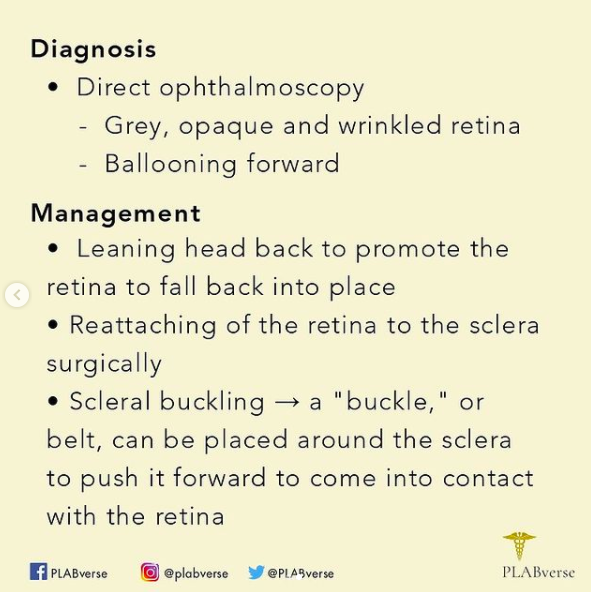 Diagnosis
• Direct ophthalmoscopy
- Grey, opaque and wrinkled retina
- Ballooning forward
Management
• Leaning head back to promote the
retina to fall back into place
• Reattaching of the retina to the sclera
surgically
• Scleral buckling → a "buckle," or
belt, can be placed around the sclera
to push it forward to come into contact
with the retina
PLABverse @plabverse @PLABverse
PLABverse